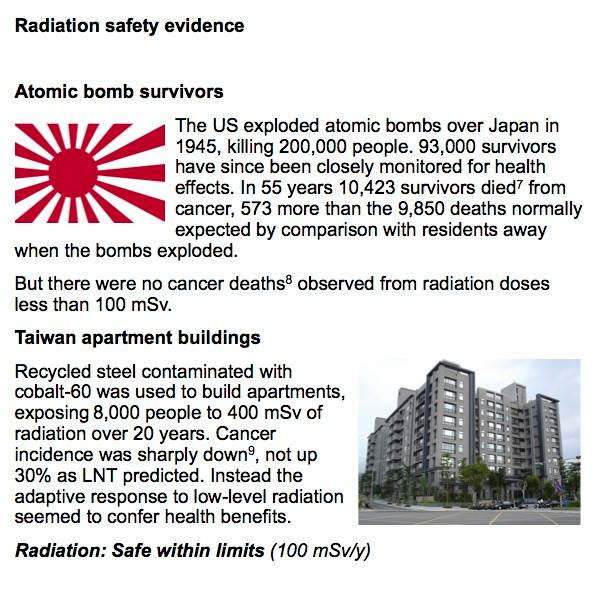 Radiation safety evidence
Atomic bomb survivors
The US exploded atomic bombs over Japan in
1945, killing 200,000 people. 93,000 survivors
have since been closely monitored for health
effects. In 55 years 10,423 survivors died⁷ from
cancer, 573 more than the 9,850 deaths normally
expected by comparison with residents away
when the bombs exploded.
But there were no cancer deaths⁸ observed from radiation doses
less than 100 mSv.
Taiwan apartment buildings
Recycled steel contaminated with
cobalt-60 was used to build apartments,
exposing 8,000 people to 400 mSv of
radiation over 20 years. Cancer
incidence was sharply down⁹, not up
30% as LNT predicted. Instead the
adaptive response to low-level radiation
seemed to confer health benefits.
Radiation: Safe within limits (100 mSv/y)